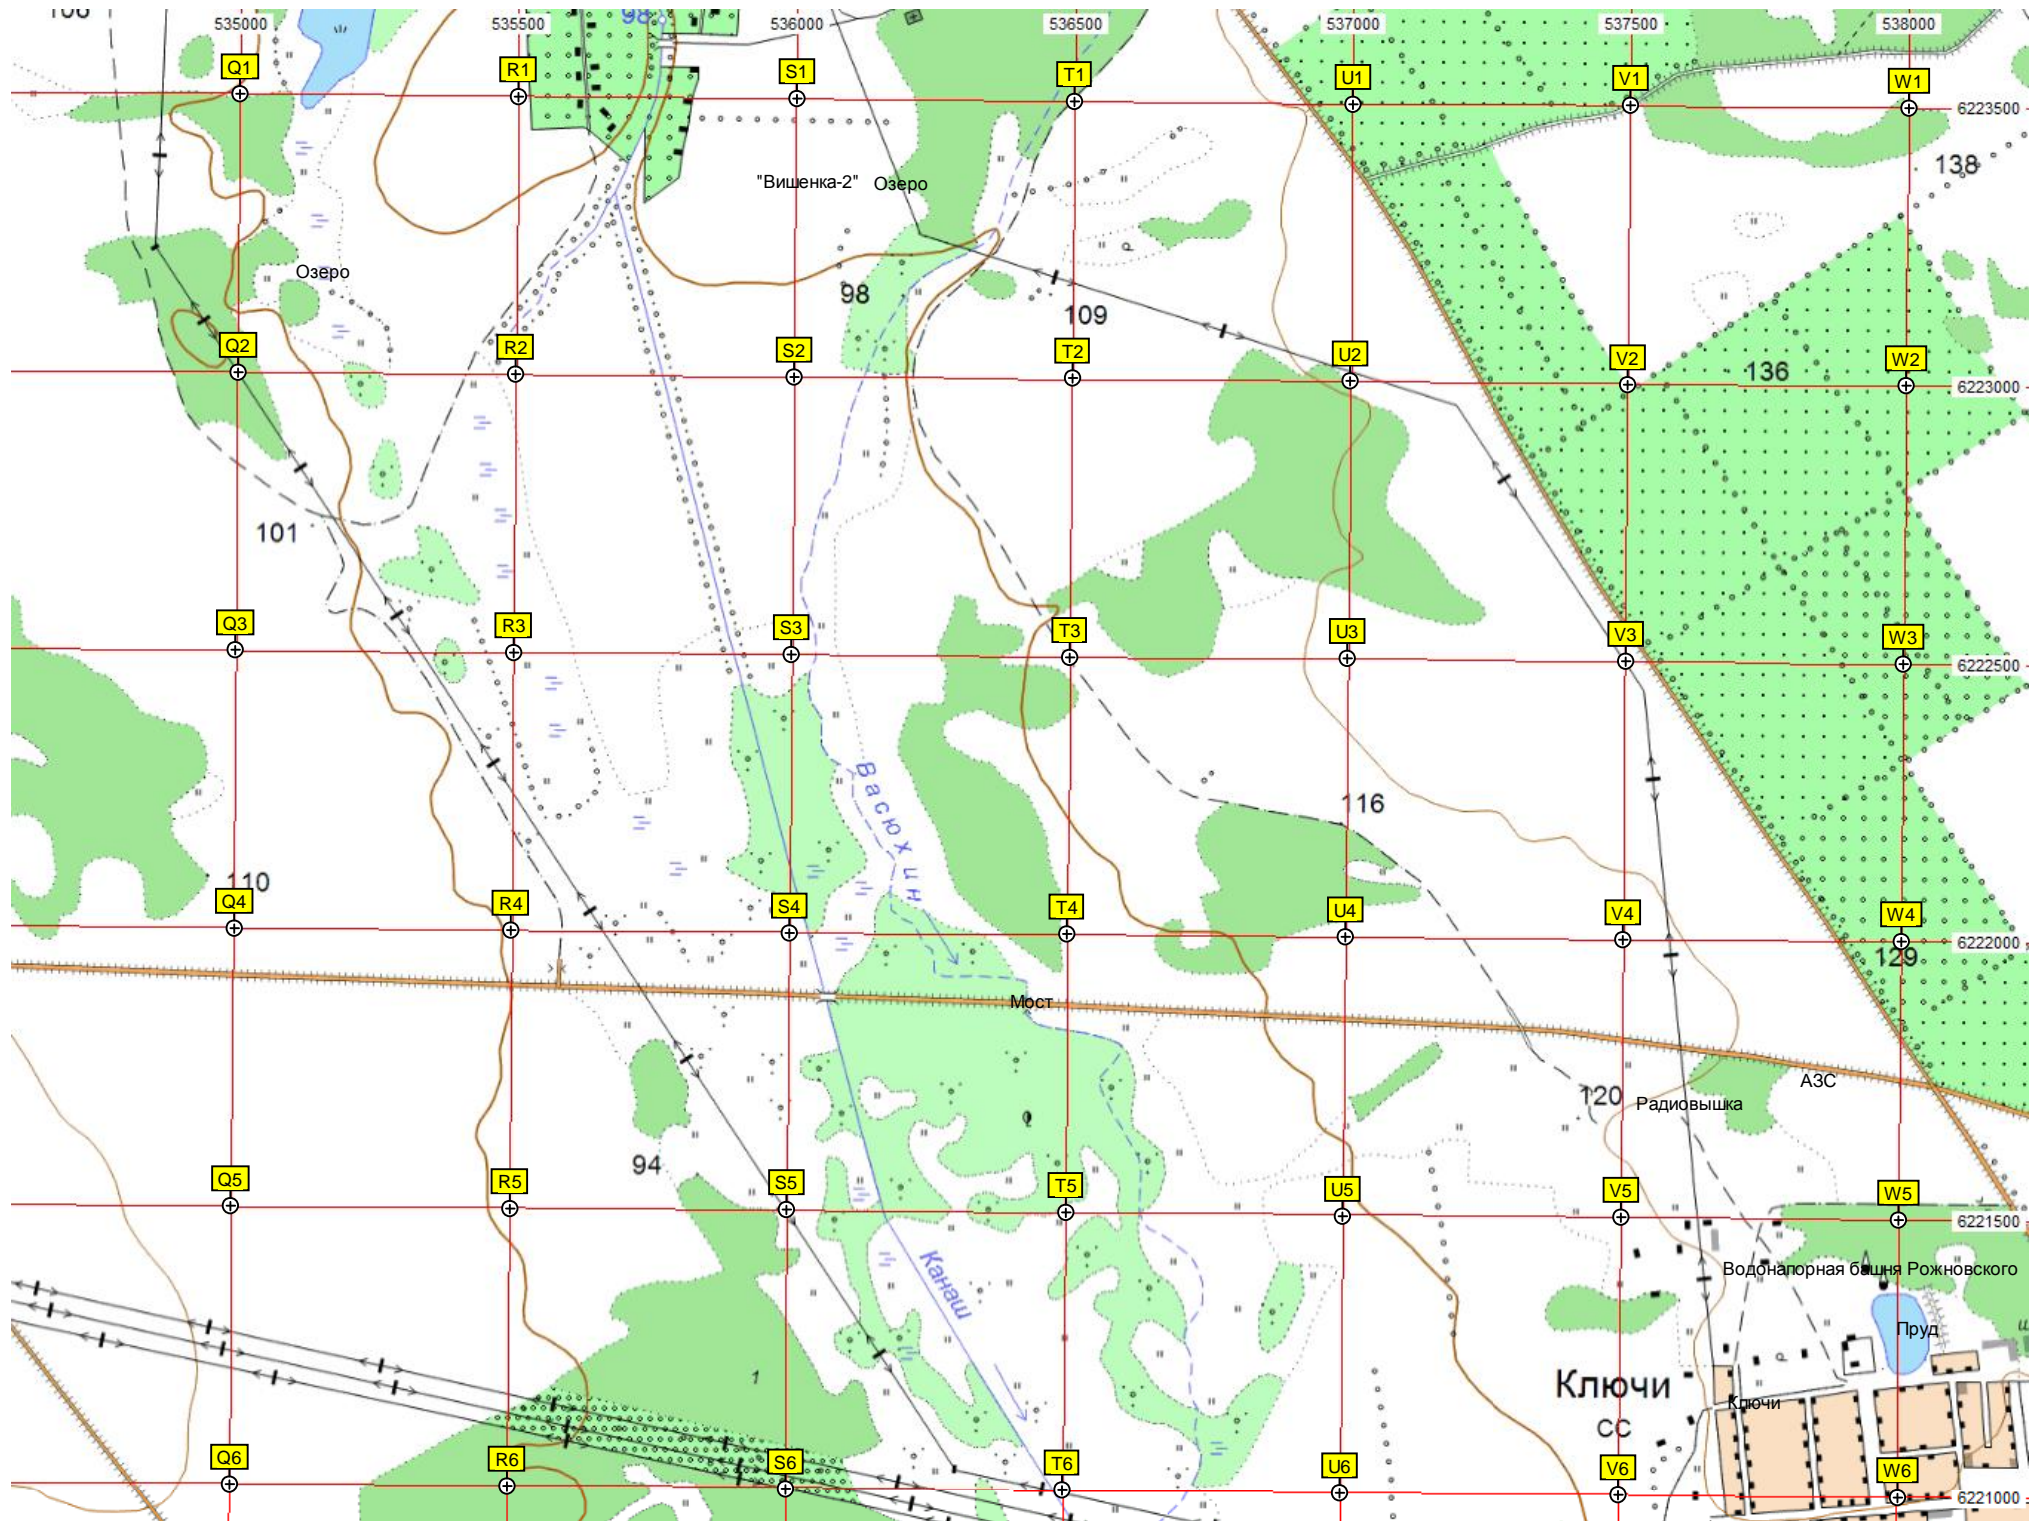 535000 535500 98 536000 536500 537000 537500 538000
Q1 R1 S1 T1 U1 V1 W1
6223500
138
"Вишенка-2" Озеро
Озеро
98
109
Q2 R2 S2 T2 U2 V2 W2
136
6223000
101
Q3 R3 S3 T3 U3 V3 W3
6222500
Васюхин
116
110
Q4 R4 S4 T4 U4 V4 W4
6222000
129
Мост
АЗС
120
Радиовышка
94
Q5 R5 S5 T5 U5 V5 W5
6221500
Канаш
Водонапорная башня Рожновского
Пруд
1
Ключи
СС
Ключи
Q6 R6 S6 T6 U6 V6 W6
6221000